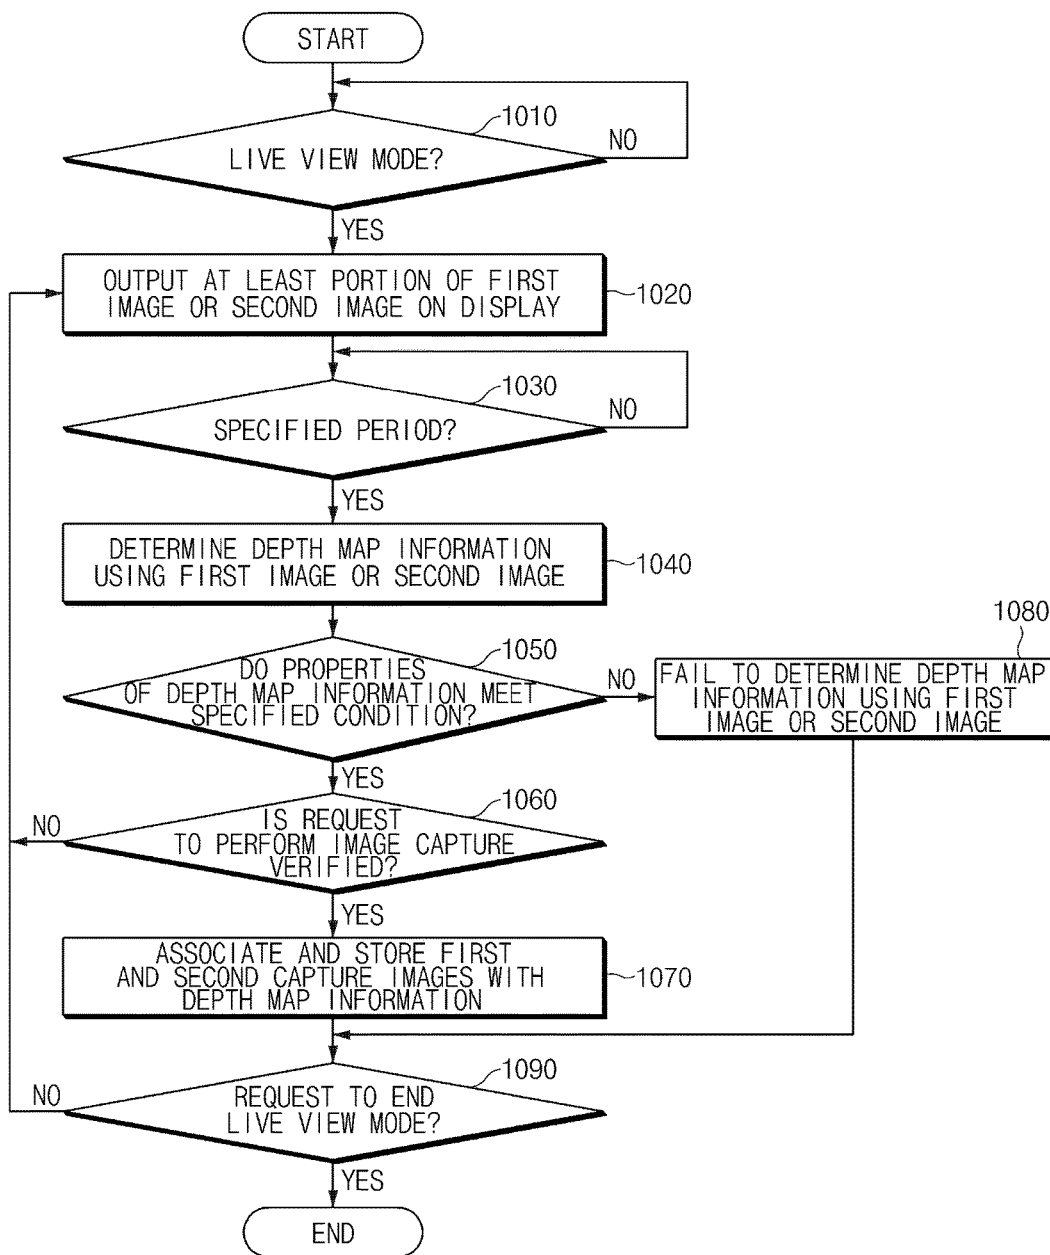 START
1010
LIVE VIEW MODE?
NO
YES
OUTPUT AT LEAST PORTION OF FIRST
IMAGE OR SECOND IMAGE ON DISPLAY
1020
1030
SPECIFIED PERIOD?
NO
YES
DETERMINE DEPTH MAP INFORMATION
USING FIRST IMAGE OR SECOND IMAGE
1040
1050
DO PROPERTIES
OF DEPTH MAP INFORMATION MEET
SPECIFIED CONDITION?
NO
1080
FAIL TO DETERMINE DEPTH MAP
INFORMATION USING FIRST
IMAGE OR SECOND IMAGE
YES
1060
IS REQUEST
TO PERFORM IMAGE CAPTURE
VERIFIED?
NO
YES
ASSOCIATE AND STORE FIRST
AND SECOND CAPTURE IMAGES WITH
DEPTH MAP INFORMATION
1070
1090
REQUEST TO END
LIVE VIEW MODE?
NO
YES
END